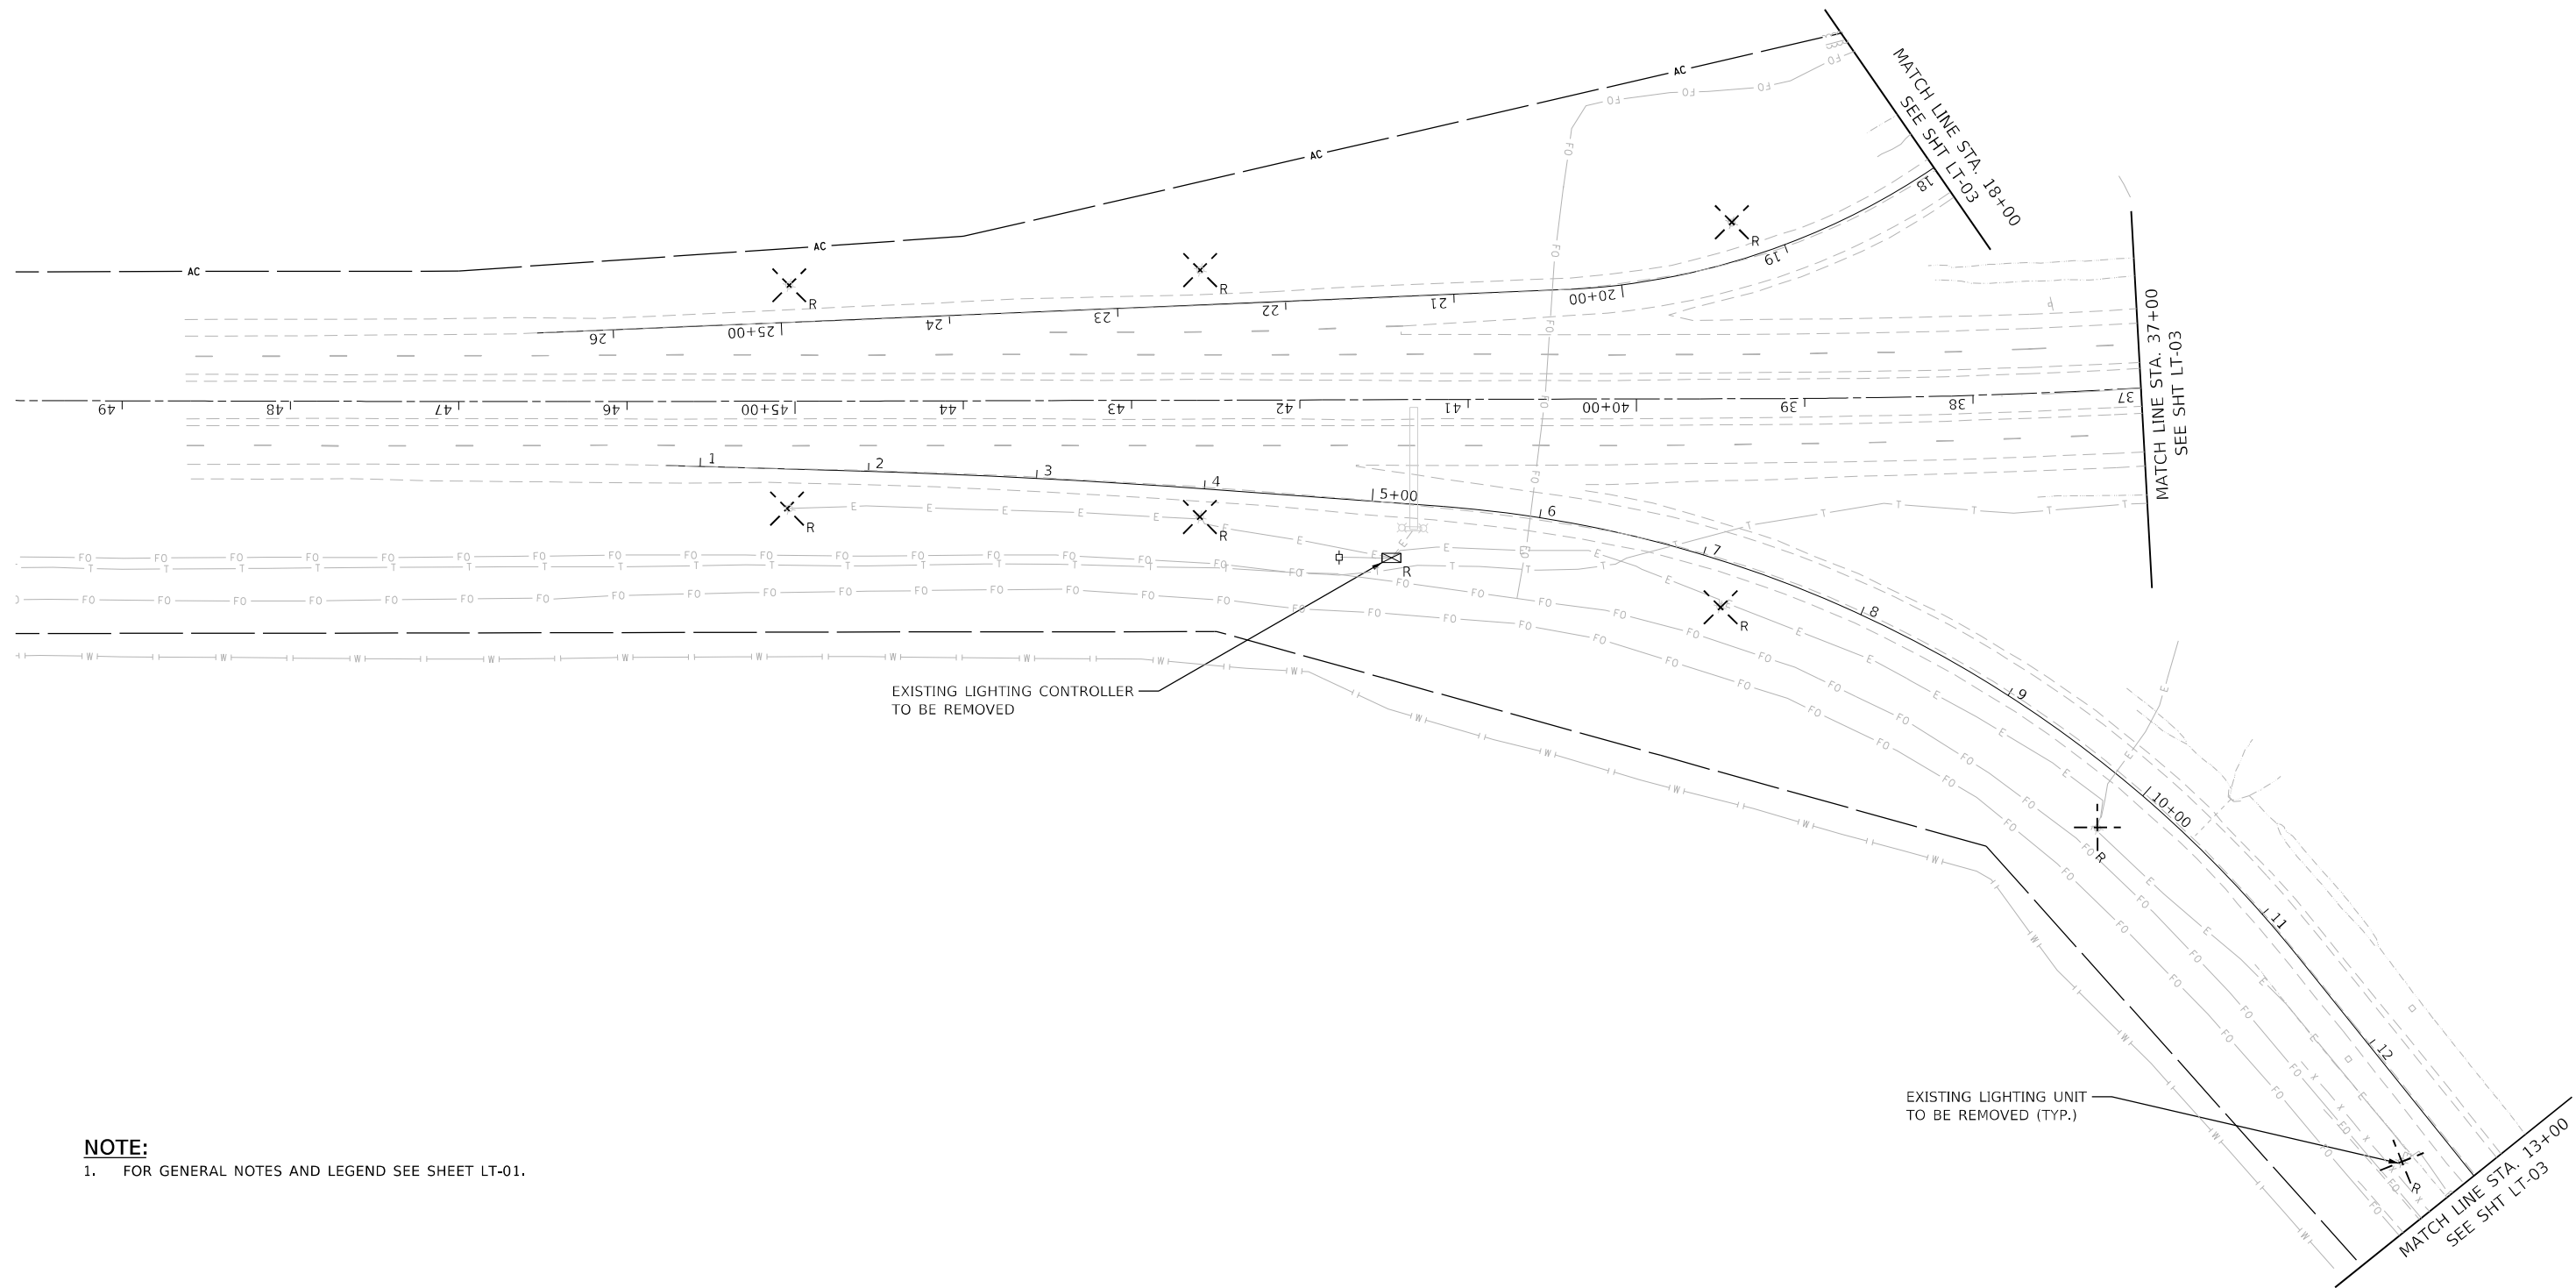 AC
AC
AC
AC
MATCH LINE STA. 18+00
SEE SHT LT-03
18
19
20+00
21
22
23
24
25+00
26
R
R
R
MATCH LINE STA. 37+00
SEE SHT LT-03
49
48
47
46
45+00
44
43
42
41
40+00
39
38
37
1
2
3
4
5+00
6
7
8
9
10+00
11
12
R
R
R
R
R
R
EXISTING LIGHTING CONTROLLER
TO BE REMOVED
EXISTING LIGHTING UNIT
TO BE REMOVED (TYP.)
MATCH LINE STA. 13+00
SEE SHT LT-03
NOTE:
1. FOR GENERAL NOTES AND LEGEND SEE SHEET LT-01.